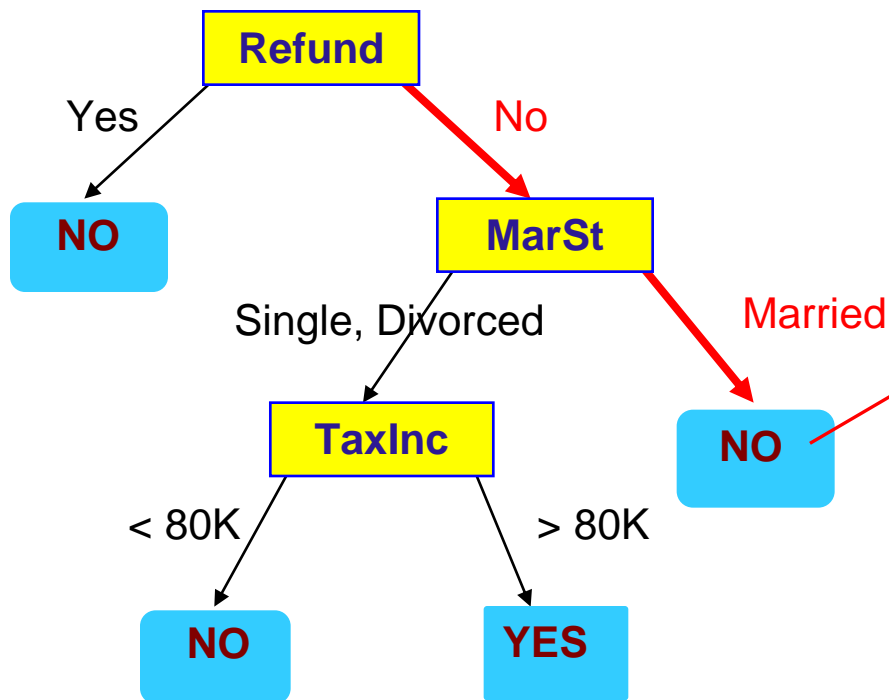 Refund
Yes
No
NO
MarSt
Single, Divorced
Married
TaxInc
NO
< 80K
> 80K
NO
YES